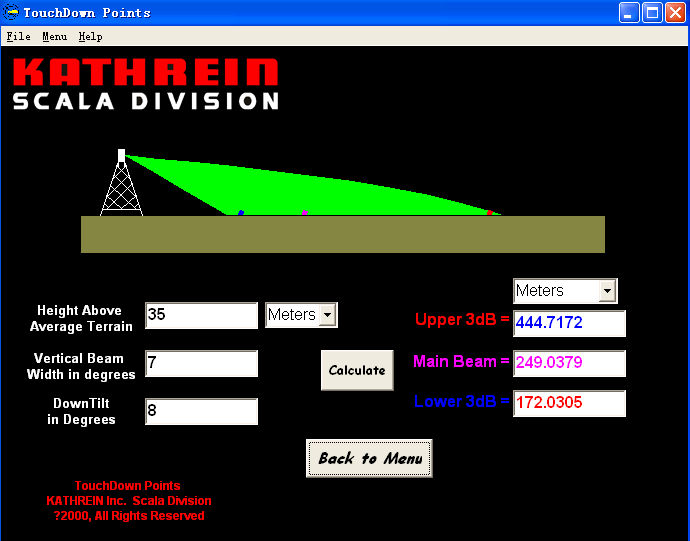 TouchDown Points
File Menu Help
KATHREIN
SCALA DIVISION
Meters
Height Above
Average Terrain
35
Meters
Upper 3dB =
444.7172
Vertical Beam
Width in degrees
7
Calculate
Main Beam =
249.0379
DownTilt
in Degrees
8
Lower 3dB =
172.0305
Back to Menu
TouchDown Points
KATHREIN Inc. Scala Division
?2000, All Rights Reserved